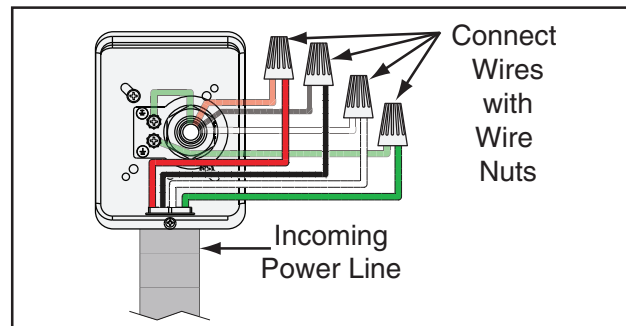 Connect
Wires
with
Wire
Nuts
Incoming
Power Line